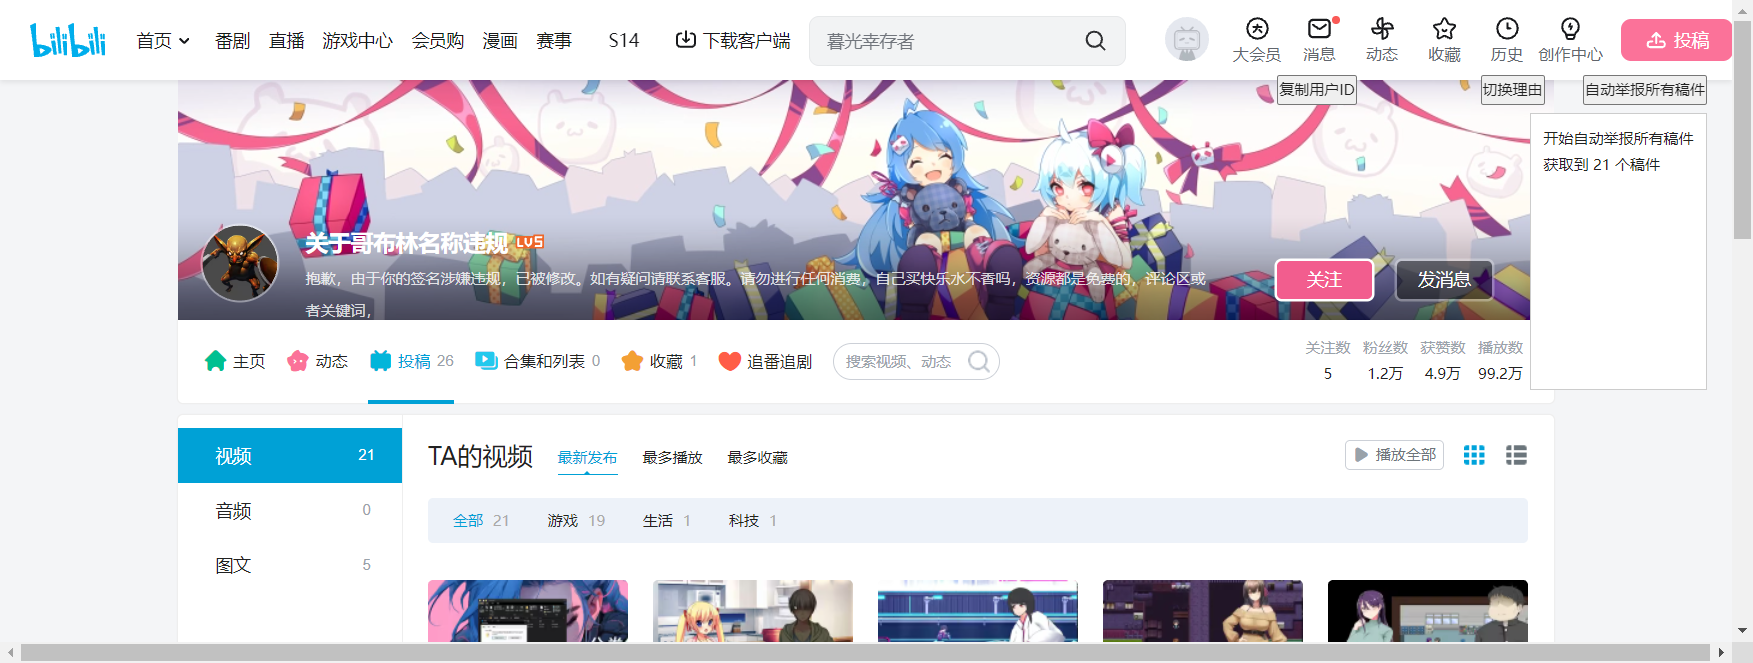 bilibili 首页 番剧 直播 游戏中心 会员购 漫画 赛事 S14 下载客户端 暮光幸存者 大会员 消息 动态 收藏 历史 创作中心 投稿
复制用户ID 切换理由 自动举报所有稿件
开始自动举报所有稿件
获取到 21 个稿件
关于哥布林名称违规 LV5
抱歉，由于你的签名涉嫌违规，已被修改。如有疑问请联系客服。请勿进行任何消费，自己买快乐水不香吗，资源都是免费的，评论区或
者关键词，
关注 发消息
主页 动态 投稿 26 合集和列表 0 收藏 1 追番追剧 搜索视频、动态
关注数 粉丝数 获赞数 播放数
5 1.2万 4.9万 99.2万
视频 21
音频 0
图文 5
TA的视频 最新发布 最多播放 最多收藏 播放全部
全部 21 游戏 19 生活 1 科技 1